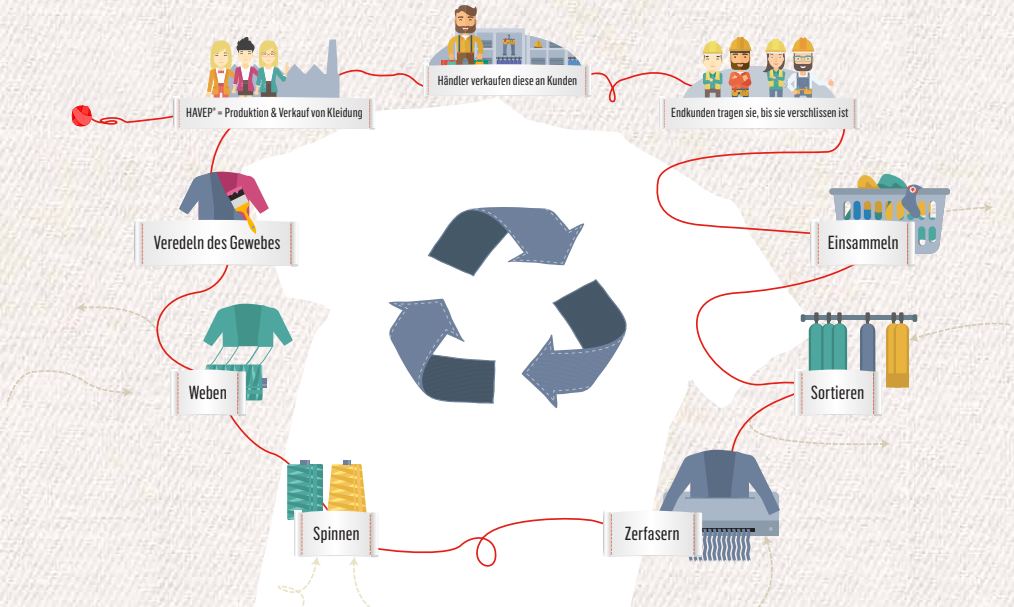 HAVEP® = Produktion & Verkauf von Kleidung
Händler verkaufen diese an Kunden
Endkunden tragen sie, bis sie verschlissen ist
Einsammeln
Sortieren
Zerfasern
Spinnen
Weben
Veredeln des Gewebes